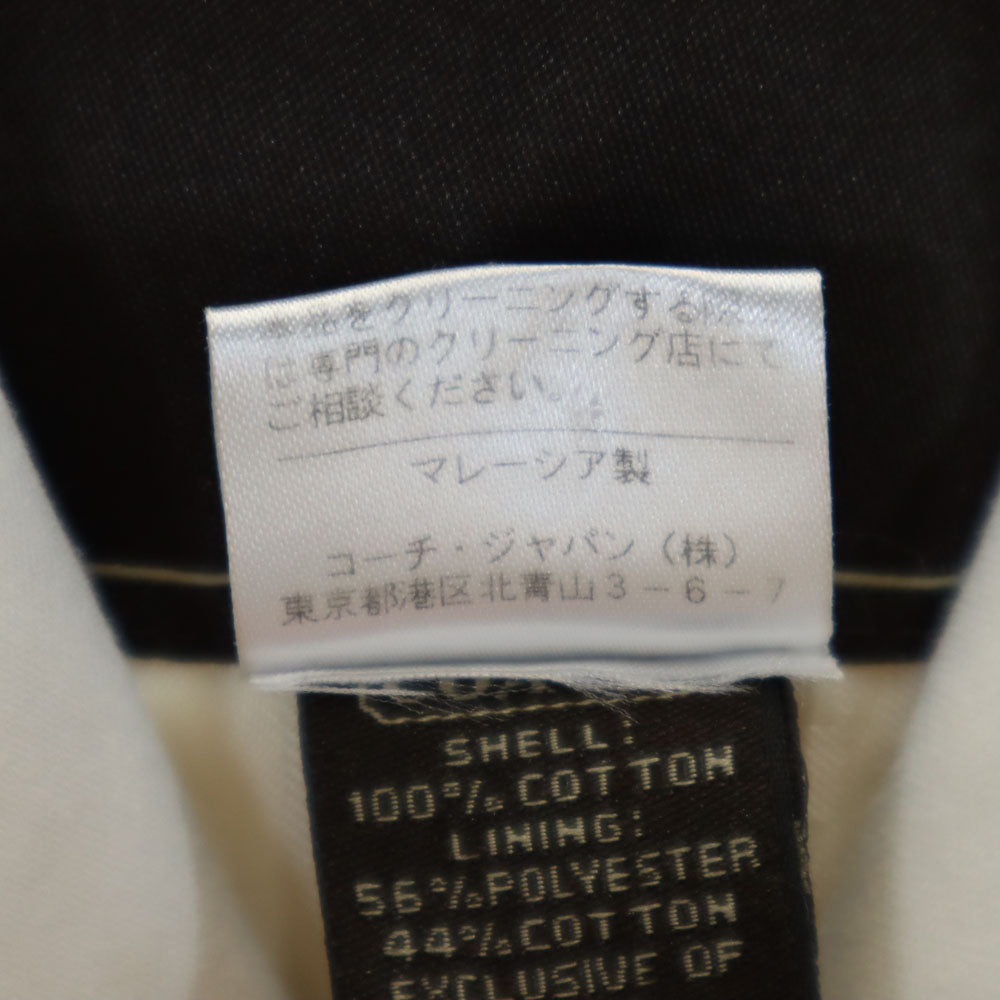 をクリーニングする
は専門のクリーニング店にて
ご相談ください。
マレーシア製
コーチ・ジャパン(株)
東京都港区北青山3-6-7
SHELL:
100% COTTON
LINING:
56% POLYESTER
44% COTTON
EXCLUSIVE OF